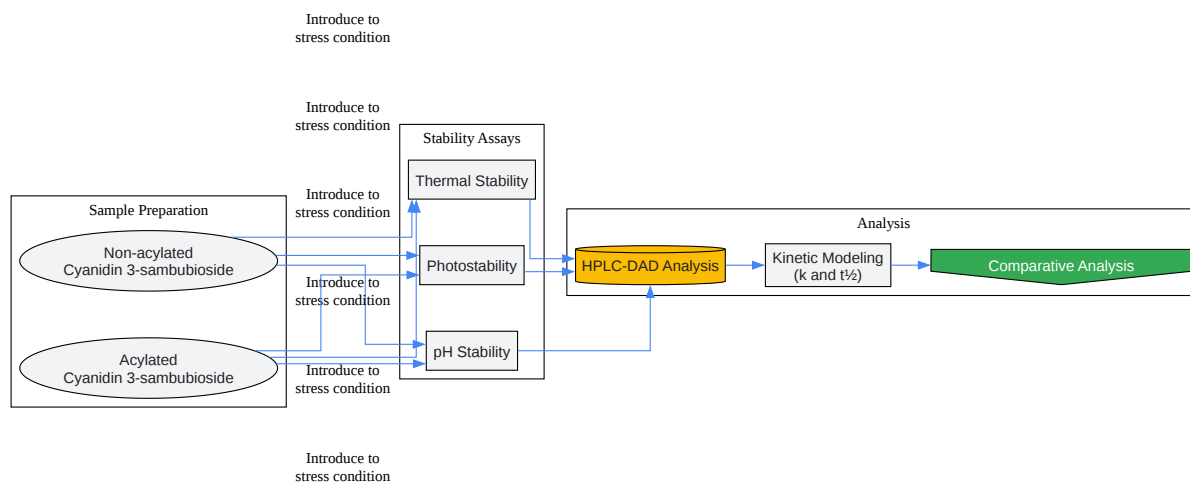 Introduce to
stress condition
Introduce to
stress condition
Stability Assays
Thermal Stability
Introduce to
stress condition
Sample Preparation
Analysis
Non-acylated
Cyanidin 3-sambubioside
Photostability
HPLC-DAD Analysis
Kinetic Modeling
(k and t½)
Comparative Analysis
Introduce to
stress condition
pH Stability
Acylated
Cyanidin 3-sambubioside
Introduce to
stress condition
Introduce to
stress condition